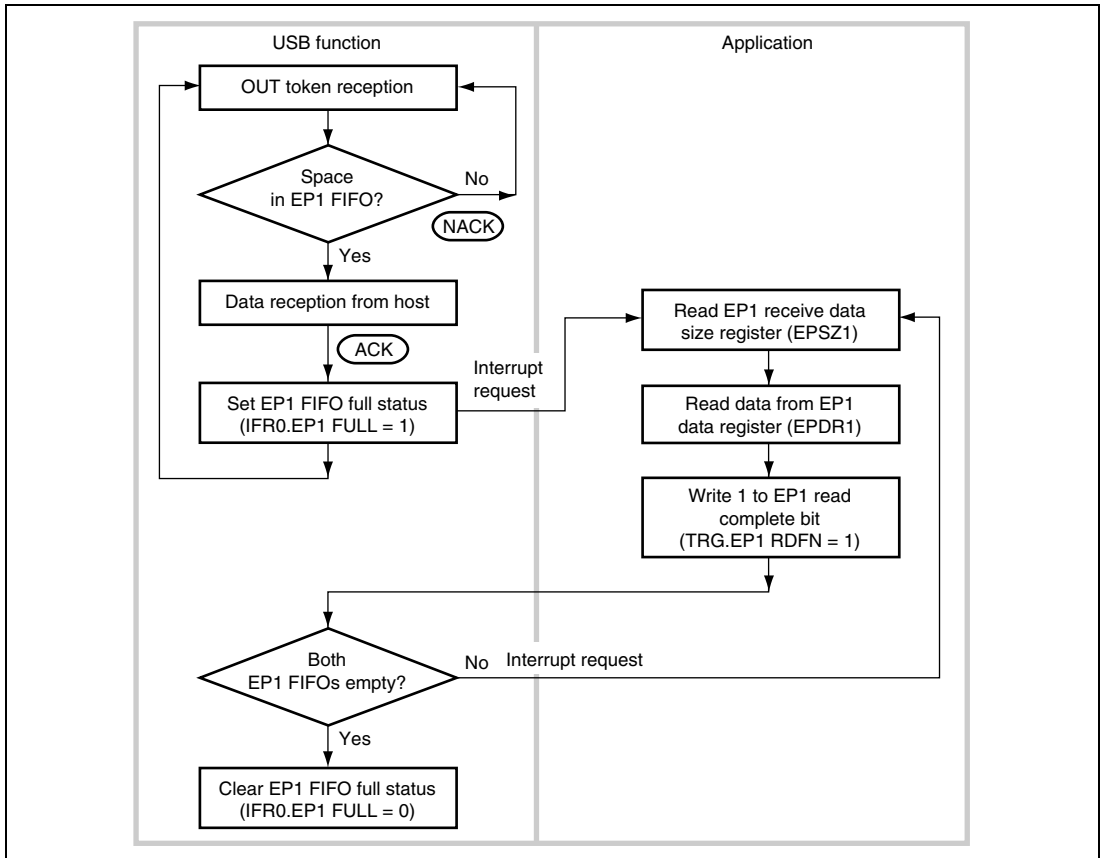 USB function
Application
OUT token reception
Space
in EP1 FIFO?
No
NACK
Yes
Data reception from host
ACK
Set EP1 FIFO full status
(IFR0.EP1 FULL = 1)
Interrupt
request
Read EP1 receive data
size register (EPSZ1)
Read data from EP1
data register (EPDR1)
Write 1 to EP1 read
complete bit
(TRG.EP1 RDFN = 1)
Both
EP1 FIFOs empty?
No Interrupt request
Yes
Clear EP1 FIFO full status
(IFR0.EP1 FULL = 0)